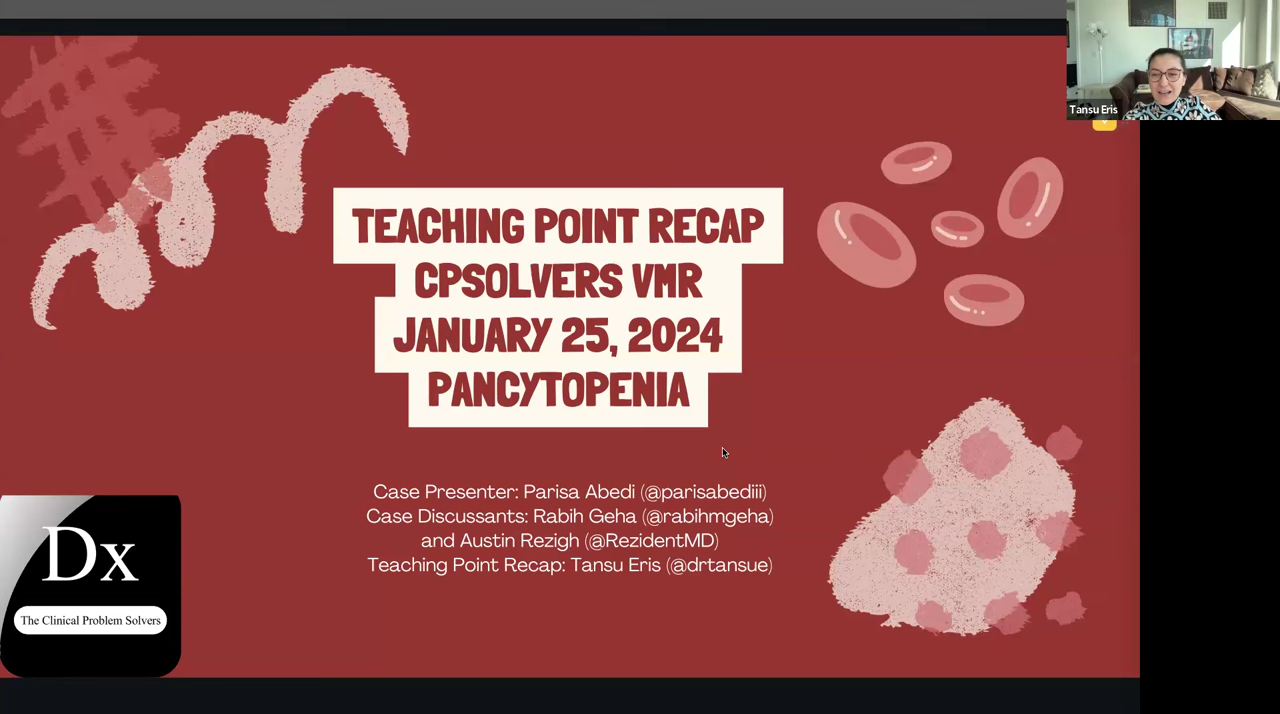 Tansu Eris
TEACHING POINT RECAP
CPSOLVERS VMR
JANUARY 25, 2024
PANCYTOPENIA
Case Presenter: Parisa Abedi (@parisabediii)
Case Discussants: Rabih Geha (@rabihmgeha)
and Austin Rezigh (@RezidentMD)
Teaching Point Recap: Tansu Eris (@drtansue)
Dx
The Clinical Problem Solvers